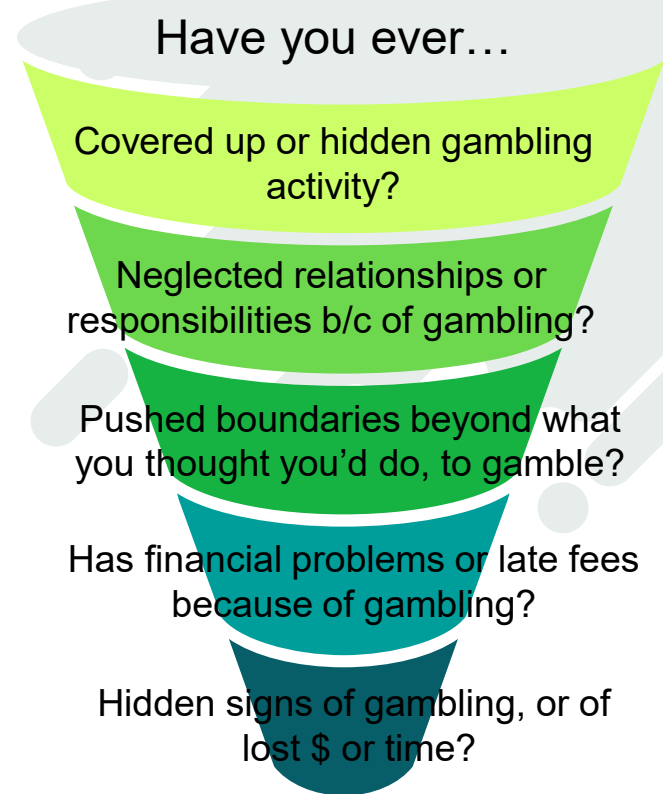 Have you ever…
Covered up or hidden gambling
activity?
Neglected relationships or
responsibilities b/c of gambling?
Pushed boundaries beyond what
you thought you’d do, to gamble?
Has financial problems or late fees
because of gambling?
Hidden signs of gambling, or of
lost $ or time?